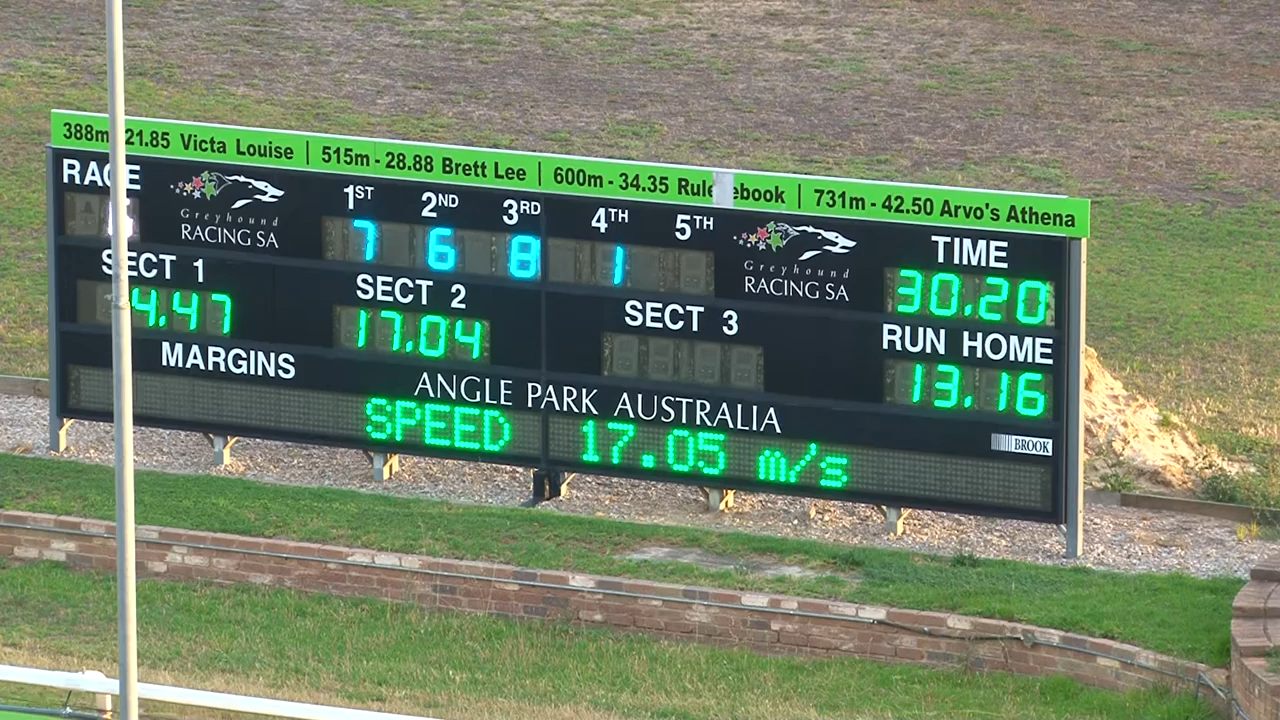 388m 21.85 Victa Louise | 515m - 28.88 Brett Lee | 600m - 34.35 Rule ebook | 731m - 42.50 Arvo's Athena
RACE 1ST 2ND 3RD 4TH 5TH TIME
Greyhound RACING SA 7 6 8 1 Greyhound RACING SA 30.20
SECT 1 SECT 2 SECT 3 RUN HOME
4.47 17.04 13.16
MARGINS ANGLE PARK AUSTRALIA
BROOK
SPEED 17.05 m/s